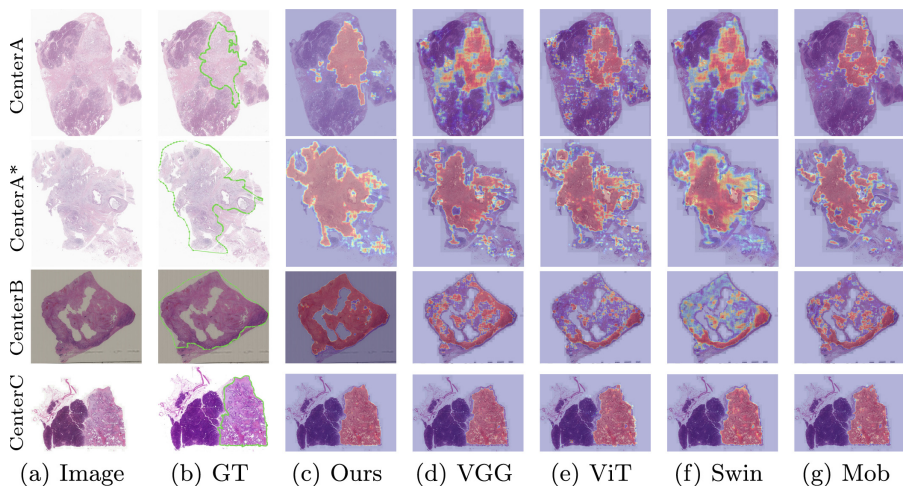 CenterA
CenterA*
CenterB
CenterC
(a) Image (b) GT (c) Ours (d) VGG (e) ViT (f) Swin (g) Mob